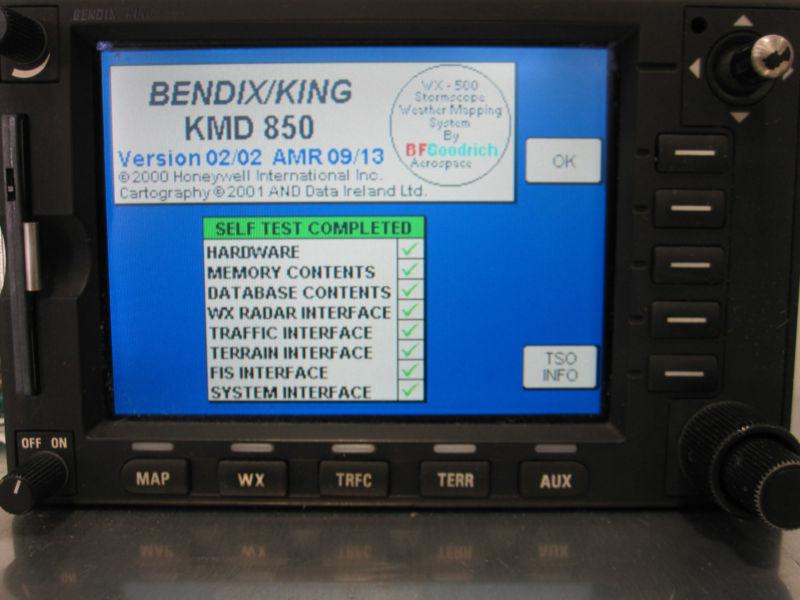 BENDIX/KING
BENDIX/KING
KMD 850
Version 02/02 AMR 09/13
©2000 Honeywell International Inc.
Cartography ©2001 AND Data Ireland Ltd.
WX - 500
Stormscope
Weather Mapping
System
By
BFGoodrich
Aerospace
OK
SELF TEST COMPLETED
HARDWARE
MEMORY CONTENTS
DATABASE CONTENTS
WX RADAR INTERFACE
TRAFFIC INTERFACE
TERRAIN INTERFACE
FIS INTERFACE
SYSTEM INTERFACE
TSO
INFO
OFF ON
MAP
WX
TRFC
TERR
AUX